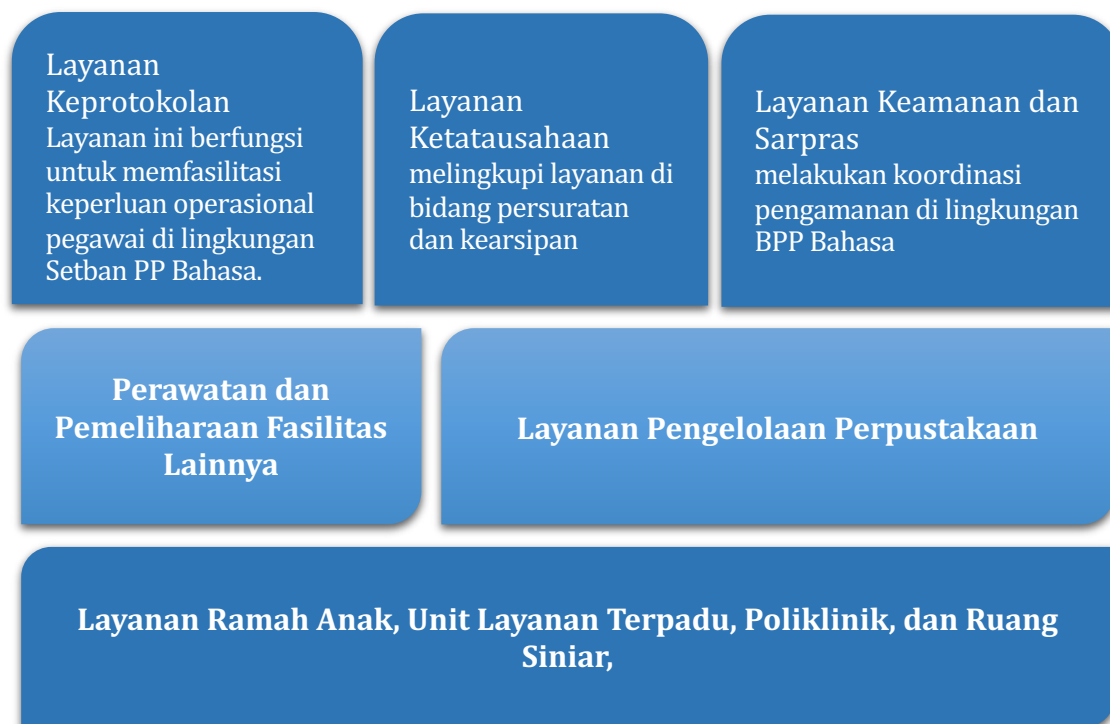 Layanan
Keprotokolan
Layanan ini berfungsi
untuk memfasilitasi
keperluan operasional
pegawai di lingkungan
Setban PP Bahasa.
Layanan
Ketatausahaan
melingkupi layanan di
bidang persuratan
dan kearsipan
Layanan Keamanan dan
Sarpras
melakukan koordinasi
pengamanan di lingkungan
BPP Bahasa
Perawatan dan
Pemeliharaan Fasilitas
Lainnya
Layanan Pengelolaan Perpustakaan
Layanan Ramah Anak, Unit Layanan Terpadu, Poliklinik, dan Ruang
Siniar,